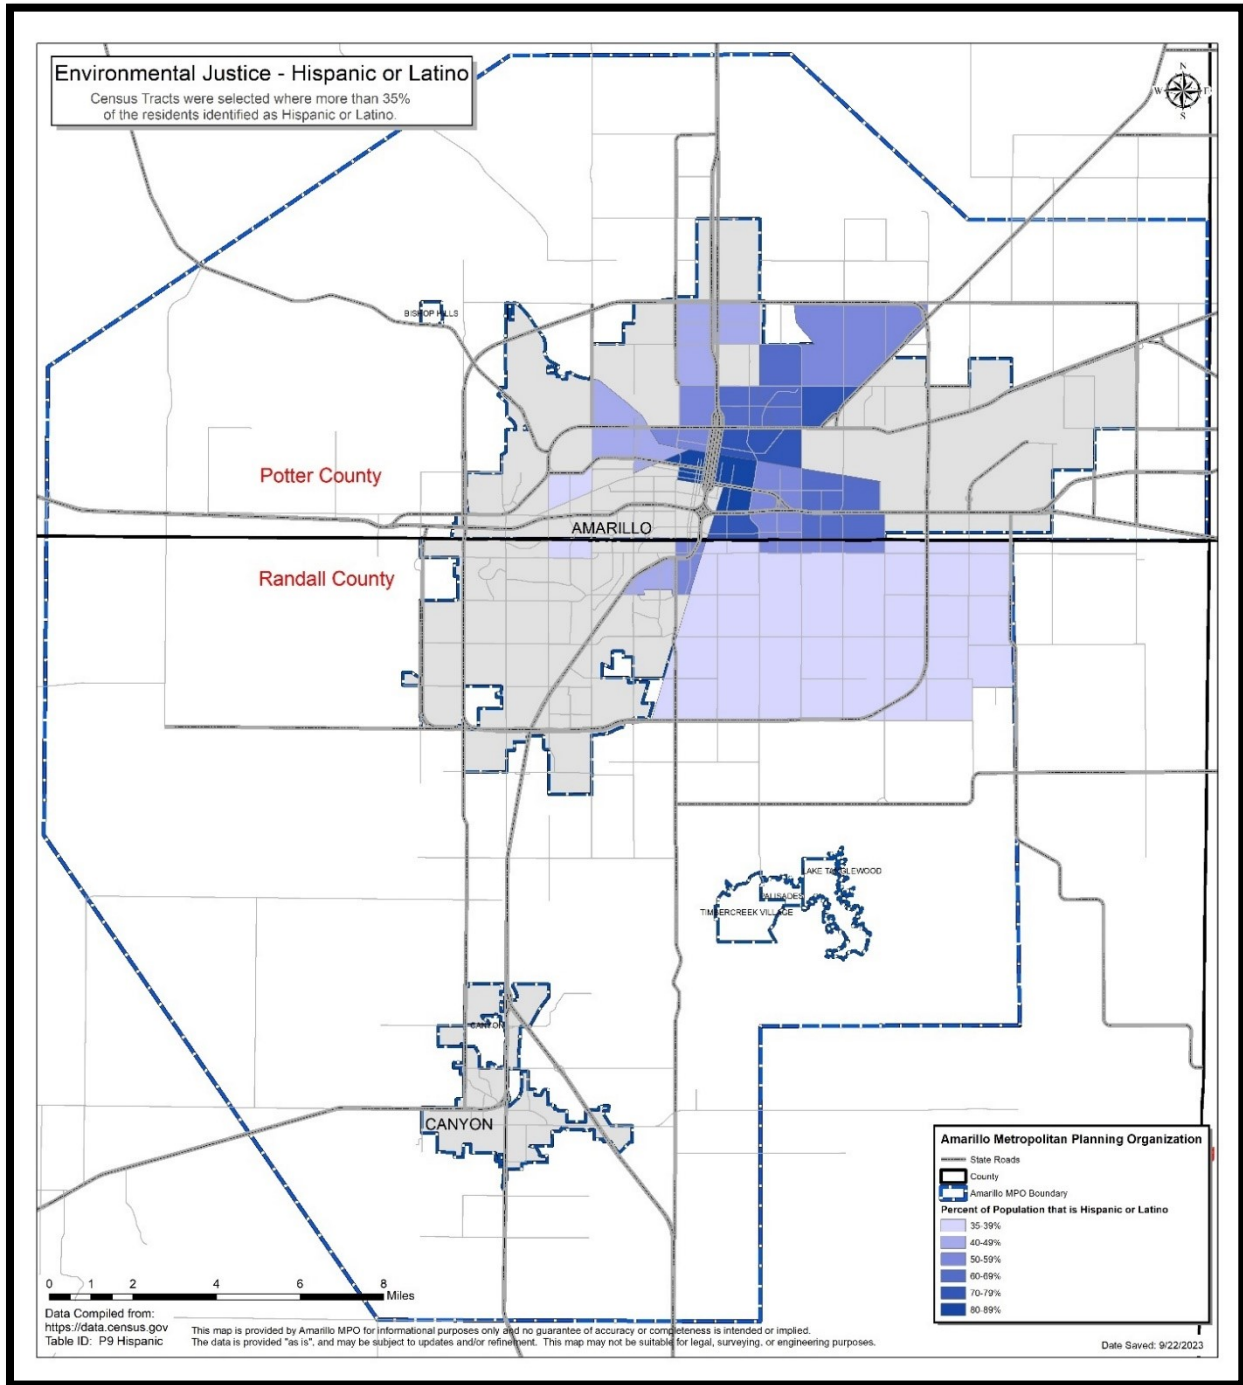 Environmental Justice - Hispanic or Latino
Census Tracts were selected where more than 35%
of the residents identified as Hispanic or Latino.
N
W
E
S
BISHOP HILLS
Potter County
AMARILLO
Randall County
LAKE TANGLEWOOD
PALISADES
TIMBERCREEK VILLAGE
CANYON
CANYON
Amarillo Metropolitan Planning Organization
State Roads
County
Amarillo MPO Boundary
Percent of Population that is Hispanic or Latino
35-39%
40-49%
50-59%
60-69%
70-79%
80-89%
0 1 2 4 6 8
Miles
Data Compiled from:
https://data.census.gov
Table ID: P9 Hispanic
This map is provided by Amarillo MPO for informational purposes only and no guarantee of accuracy or completeness is intended or implied.
The data is provided "as is", and may be subject to updates and/or refinement. This map may not be suitable for legal, surveying, or engineering purposes.
Date Saved: 9/22/2023